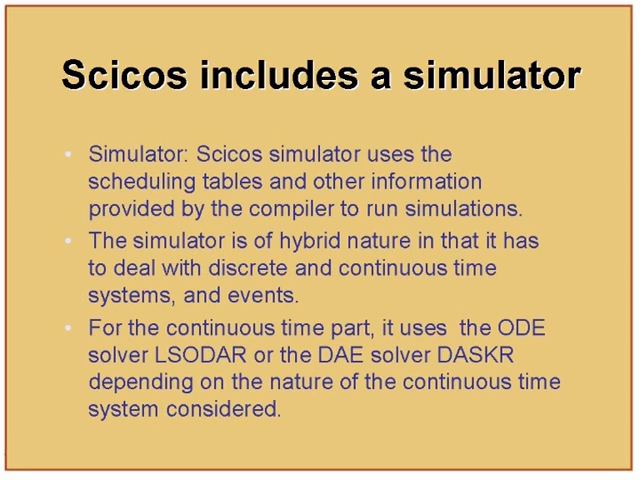 Scicos includes a simulator
• Simulator: Scicos simulator uses the
scheduling tables and other information
provided by the compiler to run simulations.
• The simulator is of hybrid nature in that it has
to deal with discrete and continuous time
systems, and events.
• For the continuous time part, it uses  the ODE
solver LSODAR or the DAE solver DASKR
depending on the nature of the continuous time
system considered.